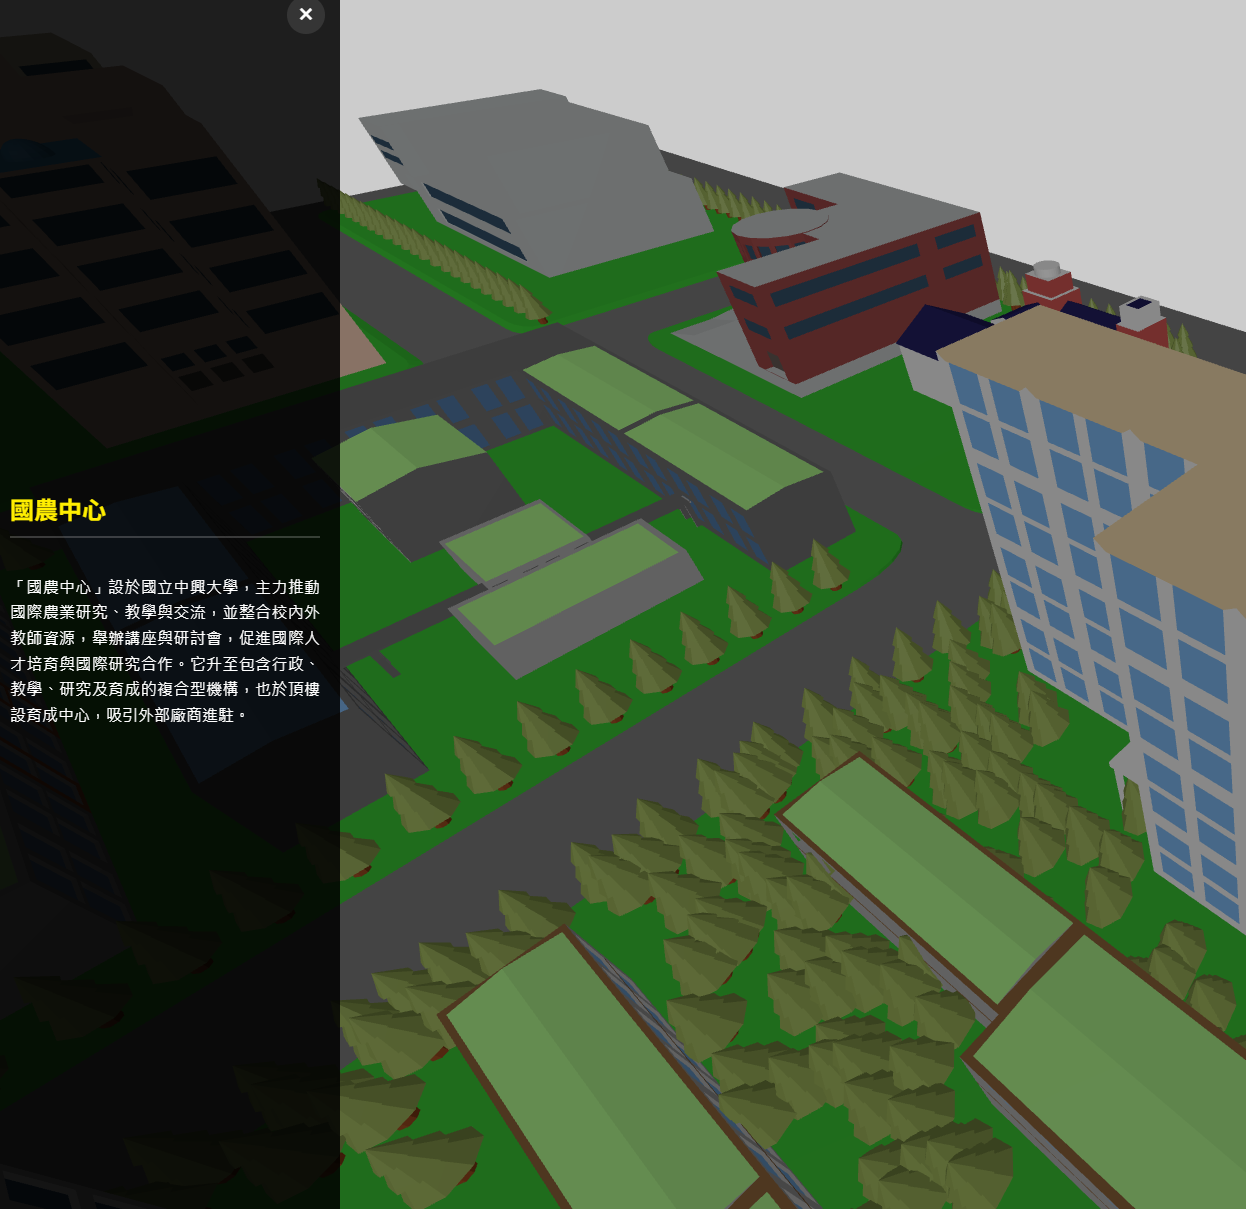 ×
國農中心
「國農中心」設於國立中興大學，主力推動
國際農業研究、教學與交流，並整合校內外
教師資源，舉辦講座與研討會，促進國際人
才培育與國際研究合作。它升至包含行政、
教學、研究及育成的複合型機構，也於頂樓
設育成中心，吸引外部廠商進駐。